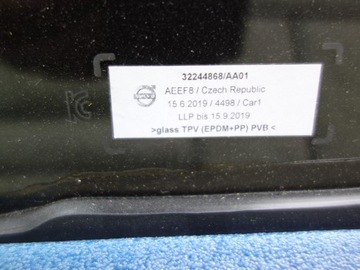 32244868/AA01
AEEF8 / Czech Republic
15.6.2019 / 4498 / Car1
LLP bis 15.9.2019
>glass TPV (EPDM+PP) PVB <